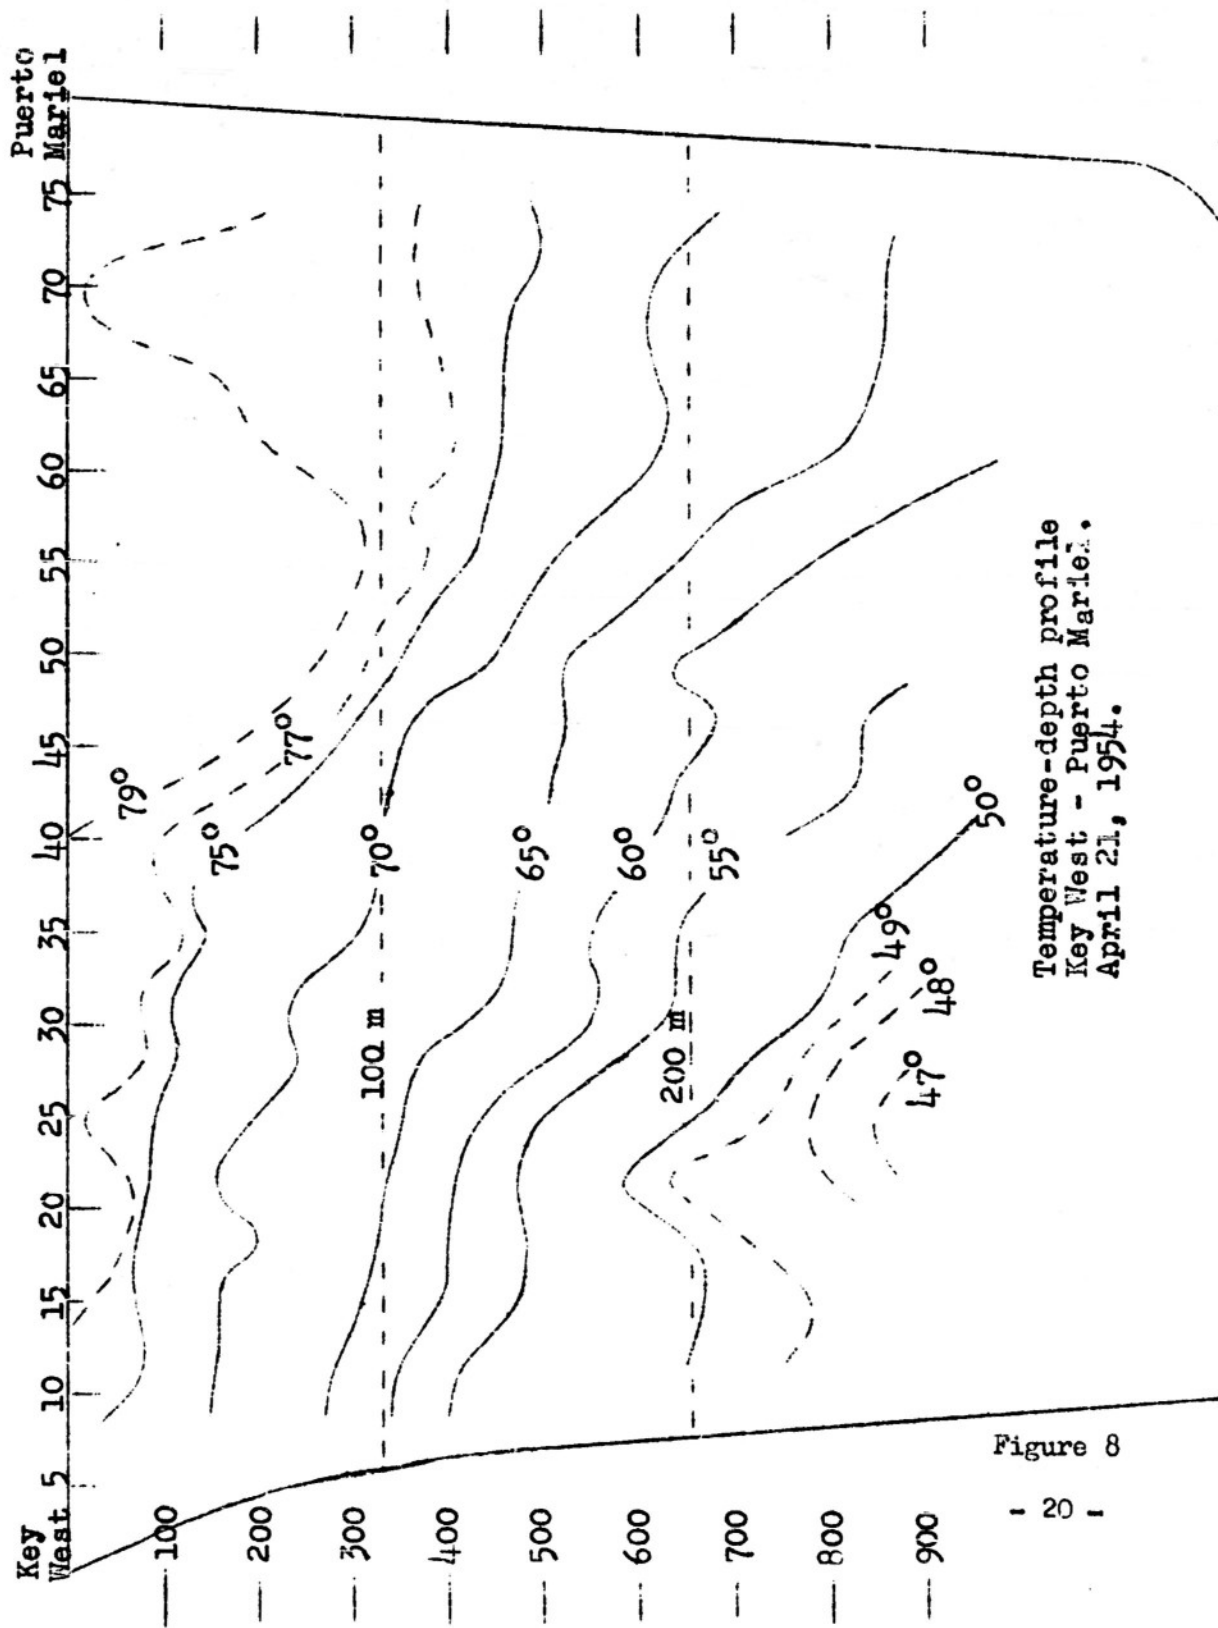 Key
West 5 10 15 20 25 30 35 40 45 50 55 60 65 70 75
Puerto
Mariel
79°
77°
75°
70°
65°
60°
55°
50°
49°
48°
47°
100 m
200 m
100
200
300
400
500
600
700
800
900
Temperature-depth profile
Key West - Puerto Mariel.
April 21, 1954.
Figure 8
- 20 -